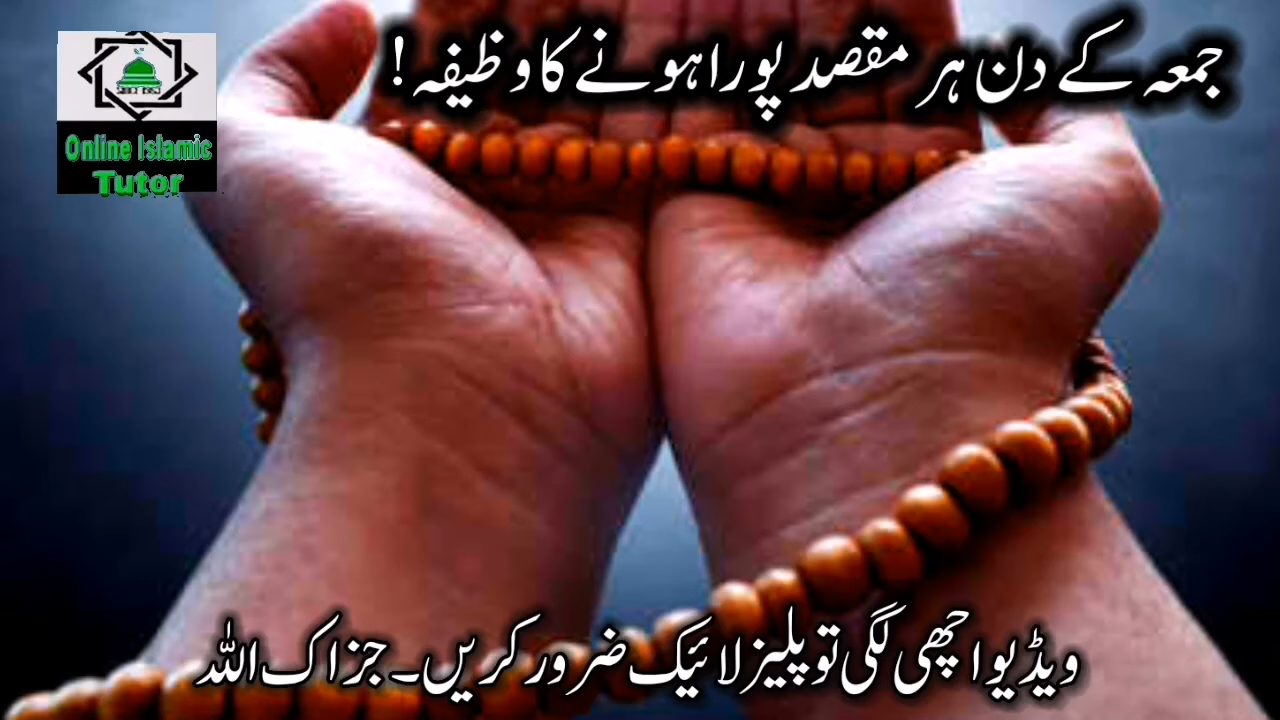 جمعہ کے دن ہر مقصد پورا ہونے کا وظیفہ!
Online Islamic
Tutor
ویڈیو اچھی لگی تو پلیز لائیک ضرور کریں۔ جزاک اللہ